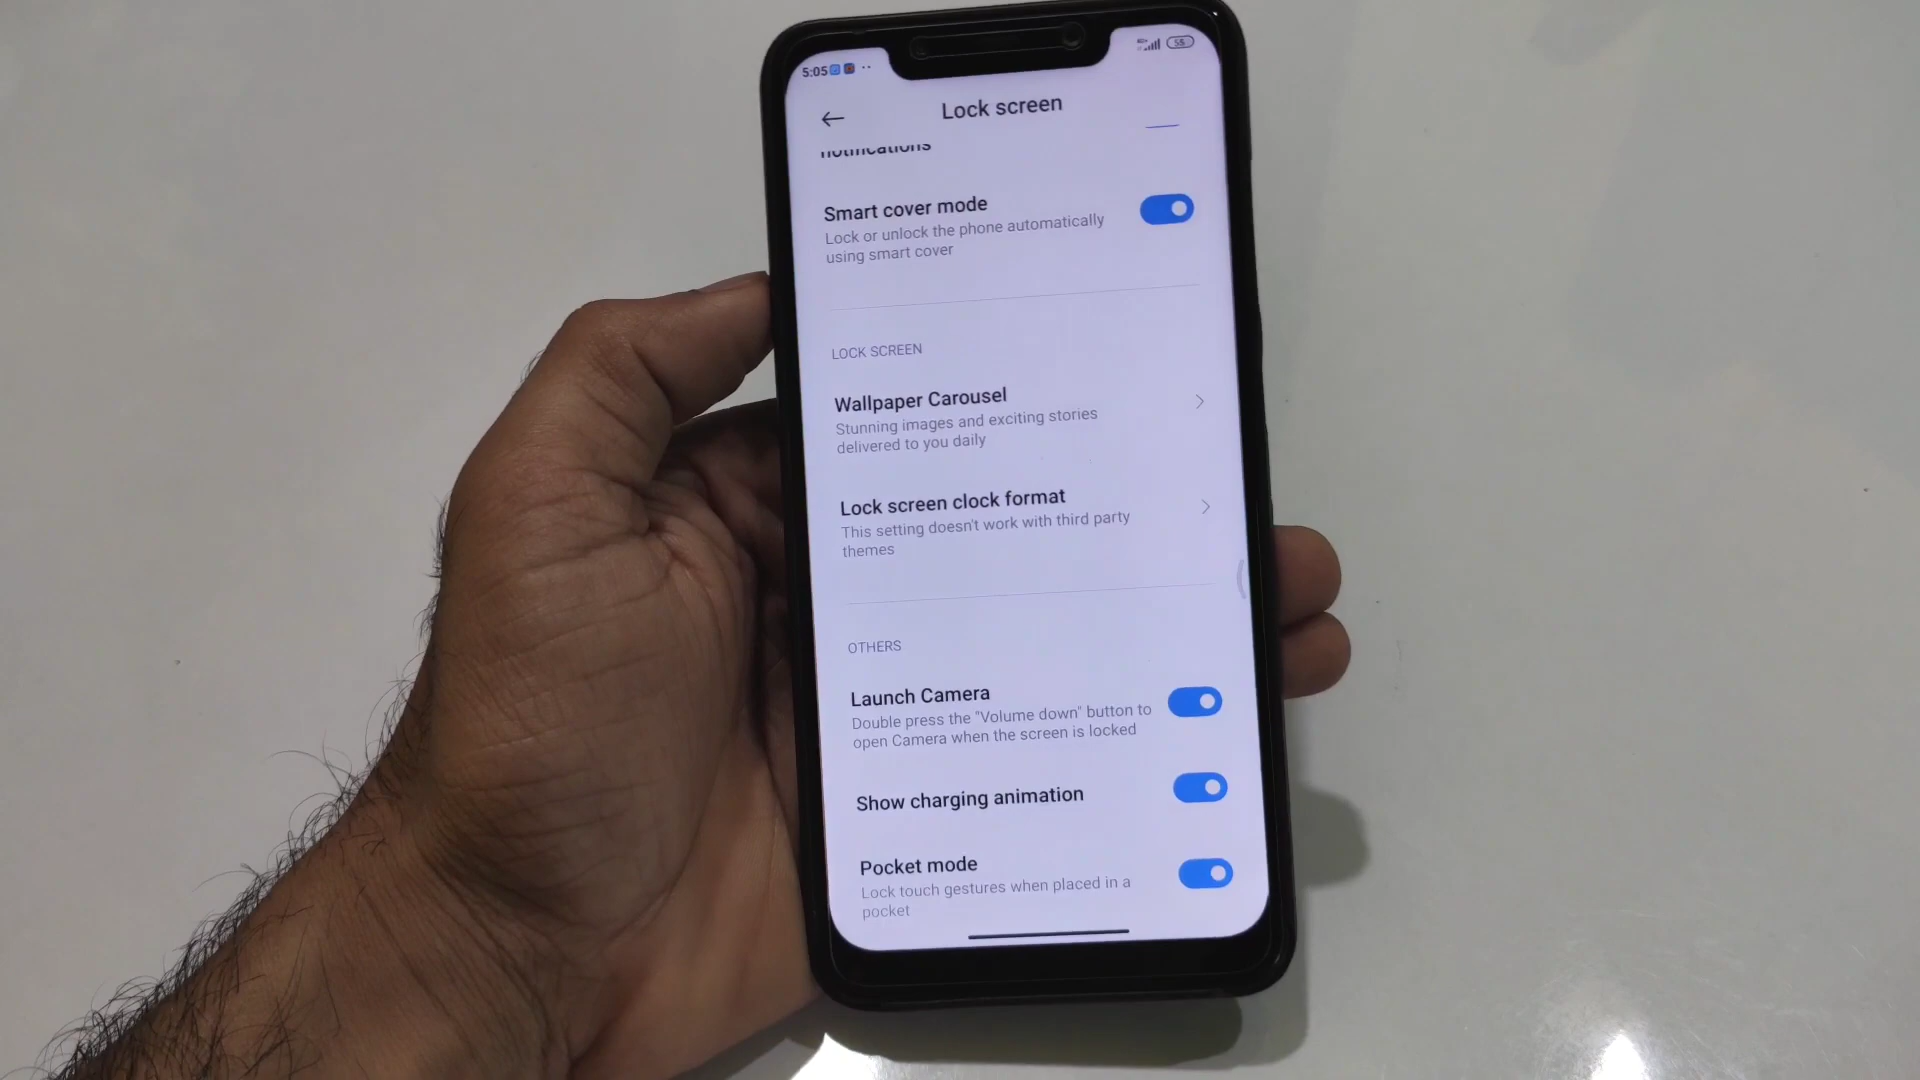 5:05
55
Lock screen
notifications
Smart cover mode
Lock or unlock the phone automatically
using smart cover
LOCK SCREEN
Wallpaper Carousel
Stunning images and exciting stories
delivered to you daily
Lock screen clock format
This setting doesn't work with third party
themes
OTHERS
Launch Camera
Double press the "Volume down" button to
open Camera when the screen is locked
Show charging animation
Pocket mode
Lock touch gestures when placed in a
pocket